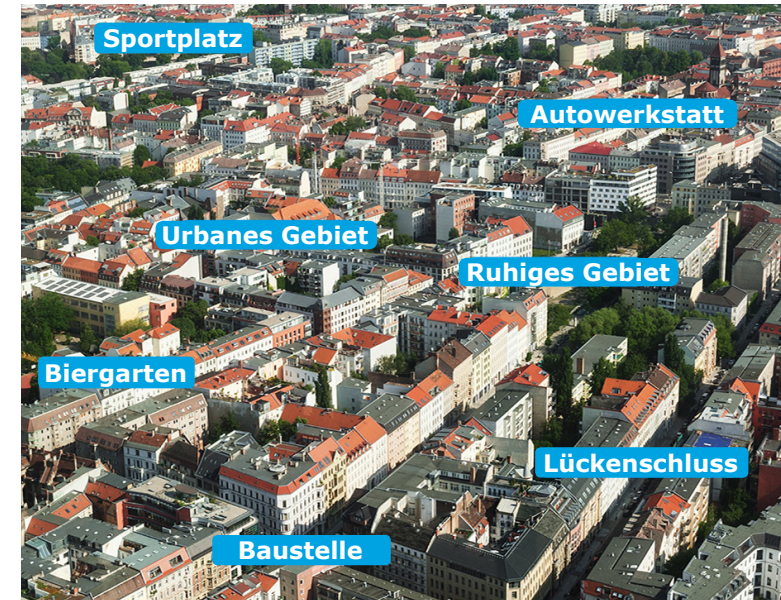 Sportplatz
Autowerkstatt
Urbanes Gebiet
Ruhiges Gebiet
Biergarten
Lückenschluss
Baustelle